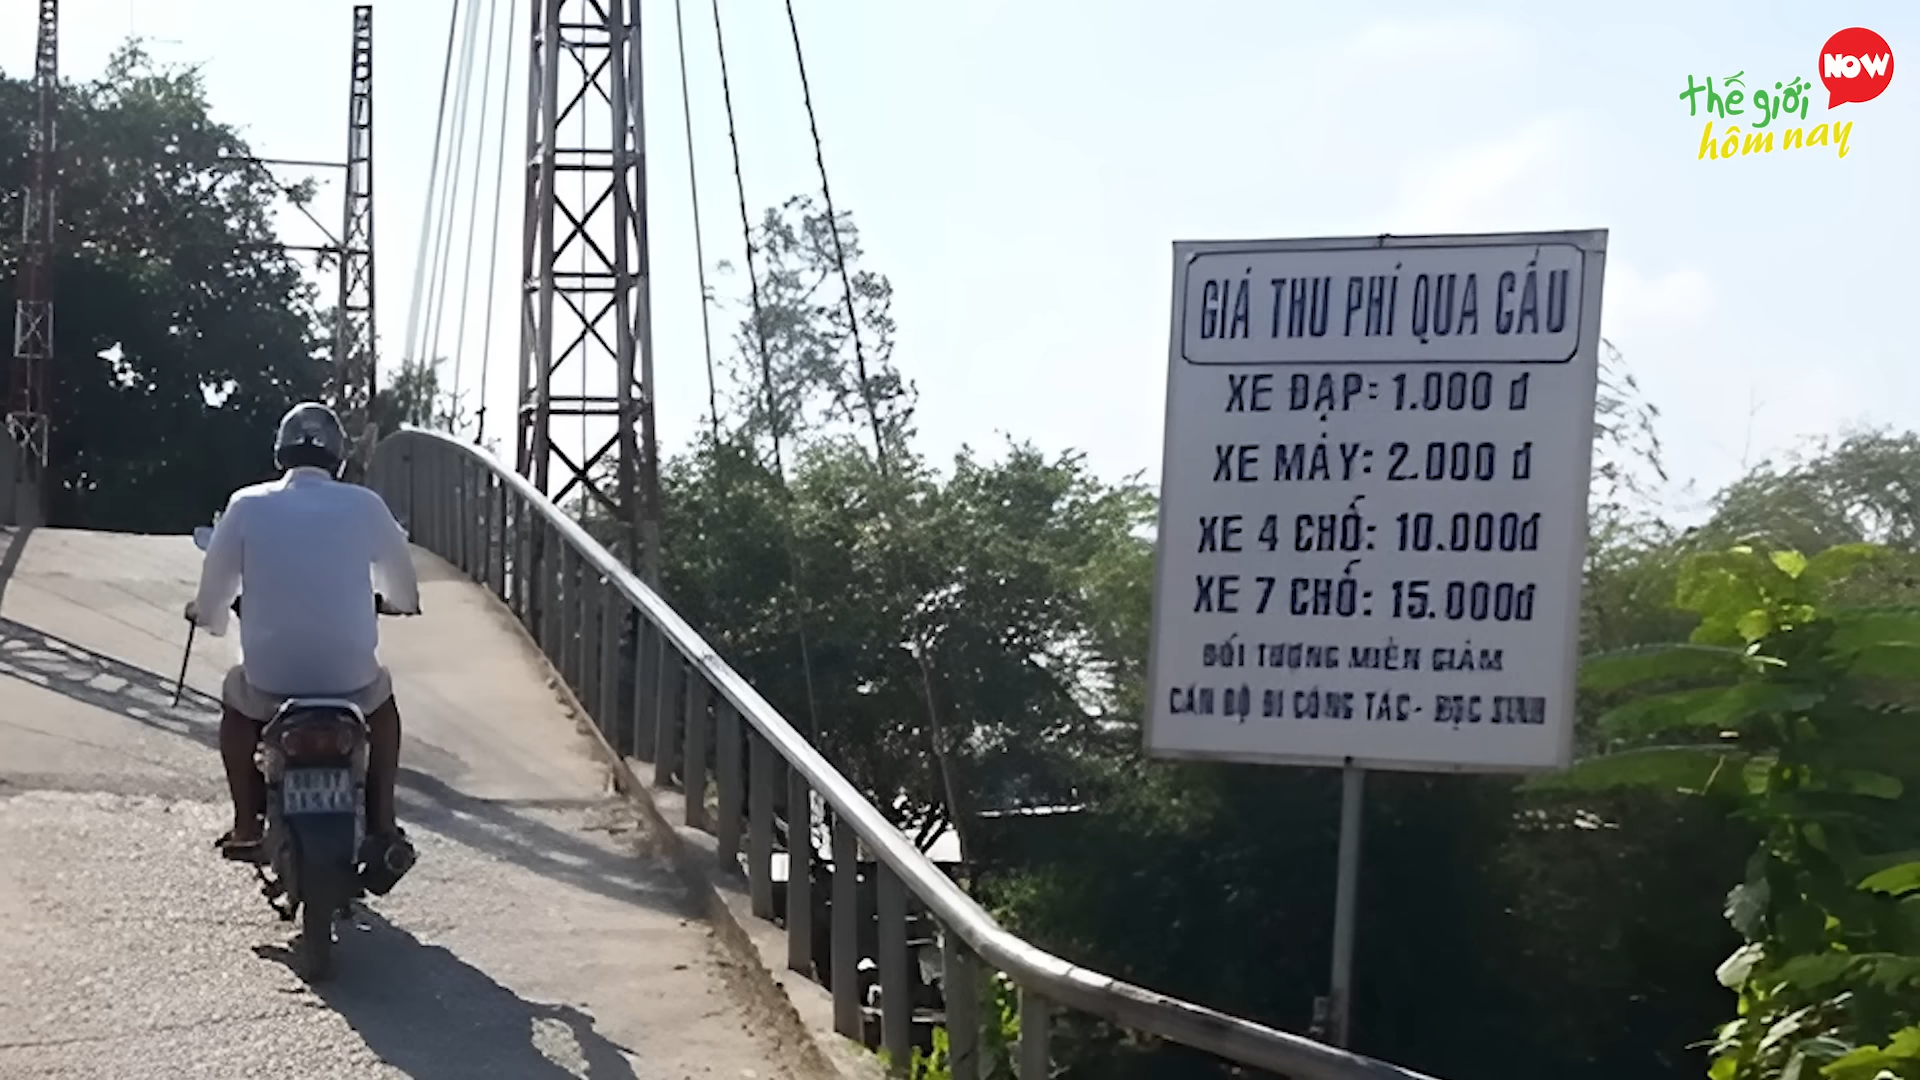 NOW
thế giới
hôm nay
GIÁ THU PHÍ QUA CẦU
XE ĐẠP: 1.000 đ
XE MÁY: 2.000 đ
XE 4 CHỖ: 10.000đ
XE 7 CHỖ: 15.000đ
ĐỐI TƯỢNG MIỄN GIẢM
CÁN BỘ ĐI CÔNG TÁC - HỌC SINH